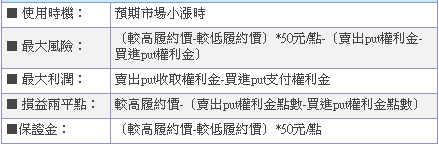 ■ 使用時機： 預期市場小漲時
■ 最大風險： （較高履約價-較低履約價）*50元/點-（賣出put權利金-
買進put權利金）
■ 最大利潤： 賣出put收取權利金-買進put支付權利金
■ 損益兩平點： 較高履約價-（賣出put權利金點數-買進put權利金點數）
■保證金： （較高履約價-較低履約價）*50元/點